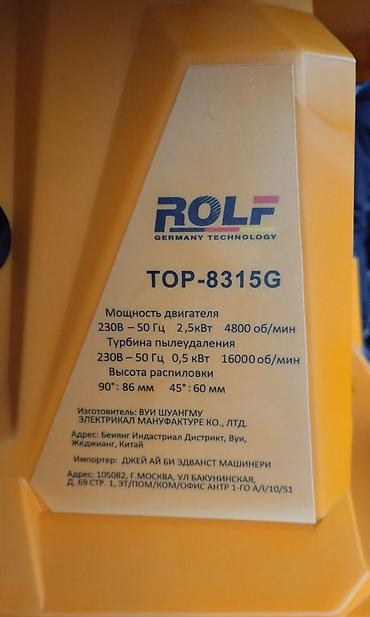 ROLF
GERMANY TECHNOLOGY
TOP-8315G
Мощность двигателя
230В – 50 Гц 2,5кВт 4800 об/мин
Турбина пылеудаления
230В – 50 Гц 0,5 кВт 16000 об/мин
Высота распиловки
90°: 86 мм 45°: 60 мм
Изготовитель: ВУИ ШУАНГМУ
ЭЛЕКТРИКАЛ МАНУФАКТУРЕ КО., ЛТД.
Адрес: Беиянг Индастриал Дистрикт, Вуи,
Жеджианг, Китай
Импортер: ДЖЕЙ АЙ БИ ЭДВАНСТ МАШИНЕРИ
Адрес: 105082, Г.МОСКВА, УЛ БАКУНИНСКАЯ,
Д. 69 СТР. 1, ЭТ/ПОМ/КОМ/ОФИС АНТР 1-ГО А/I/10/51